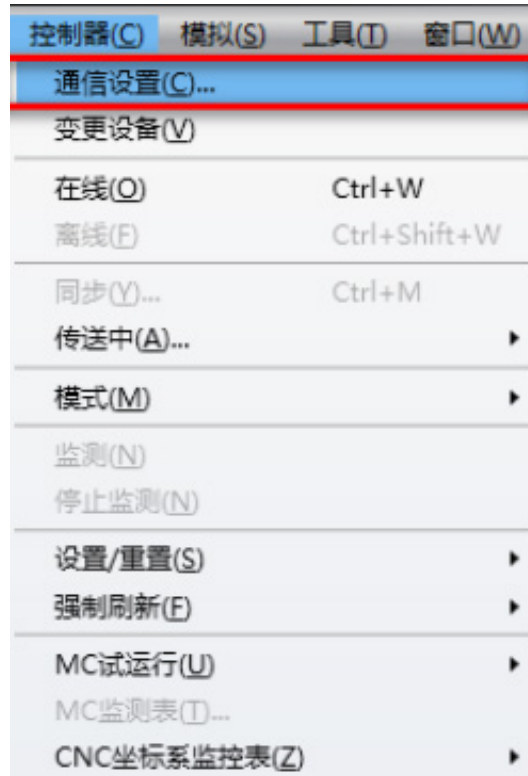 控制器(C) 模拟(S) 工具(T) 窗口(W)
通信设置(C)...
变更设备(V)
在线(O) Ctrl+W
离线(F) Ctrl+Shift+W
同步(Y)... Ctrl+M
传送中(A)...
模式(M)
监测(N)
停止监测(N)
设置/重置(S)
强制刷新(F)
MC试运行(U)
MC监测表(T)...
CNC坐标系监控表(Z)